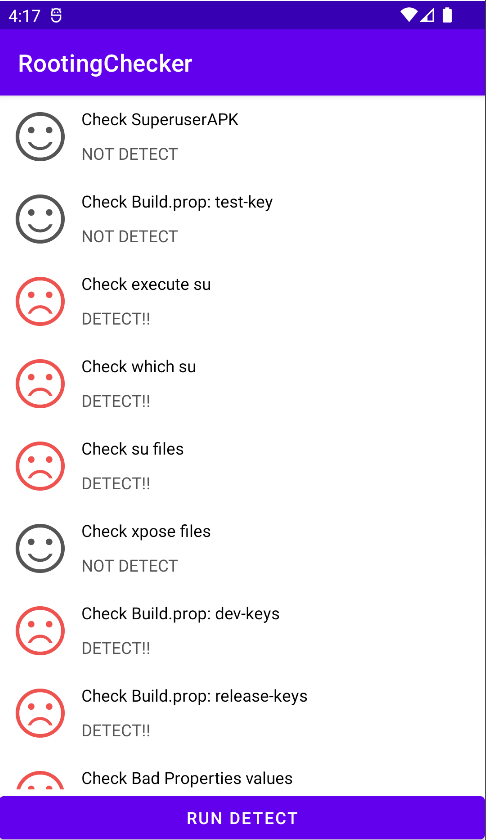 4:17
RootingChecker
Check SuperuserAPK
NOT DETECT
Check Build.prop: test-key
NOT DETECT
Check execute su
DETECT!!
Check which su
DETECT!!
Check su files
DETECT!!
Check xpose files
NOT DETECT
Check Build.prop: dev-keys
DETECT!!
Check Build.prop: release-keys
DETECT!!
Check Bad Properties values
RUN DETECT